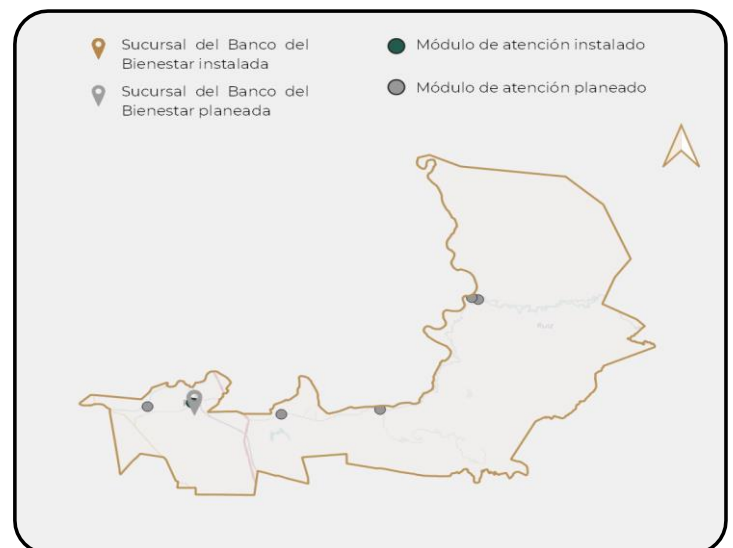 Sucursal del Banco del
Bienestar instalada
Sucursal del Banco del
Bienestar planeada
Módulo de atención instalado
Módulo de atención planeado